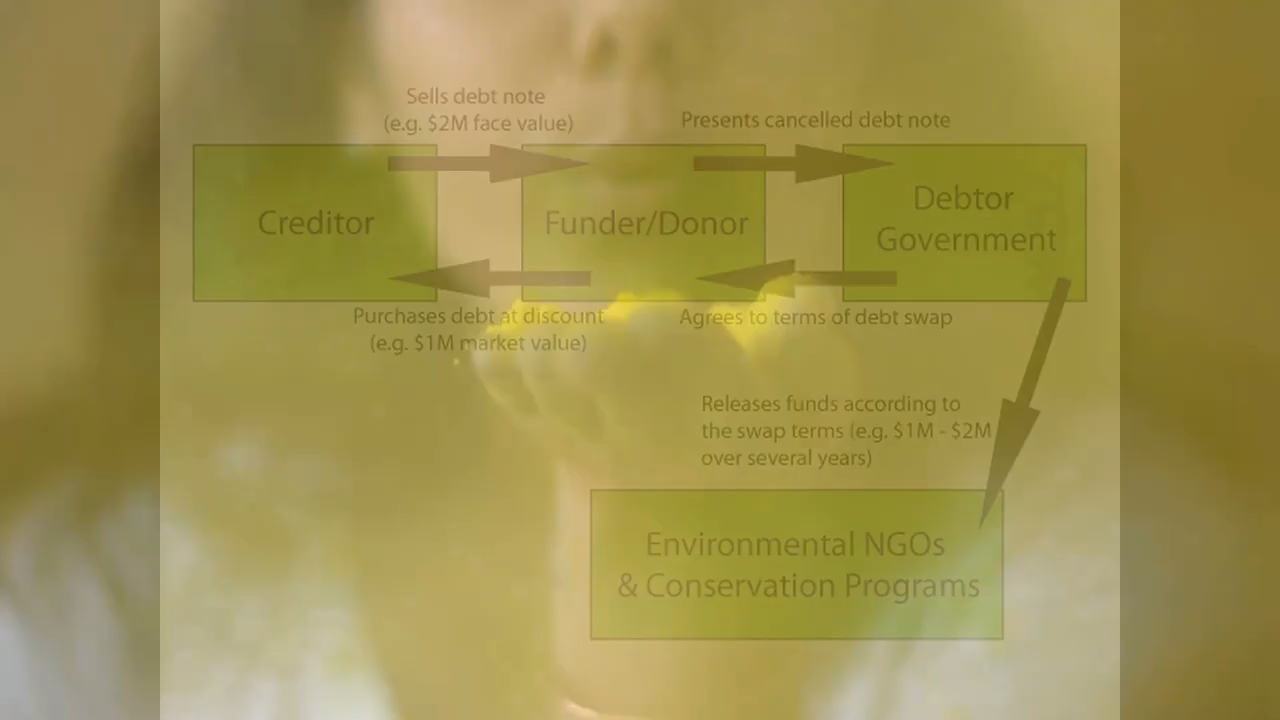 Sells debt note
(e.g. $2M face value)
Presents cancelled debt note
Creditor
Funder/Donor
Debtor
Government
Purchases debt at discount
(e.g. $1M market value)
Agrees to terms of debt swap
Releases funds according to
the swap terms (e.g. $1M - $2M
over several years)
Environmental NGOs
& Conservation Programs